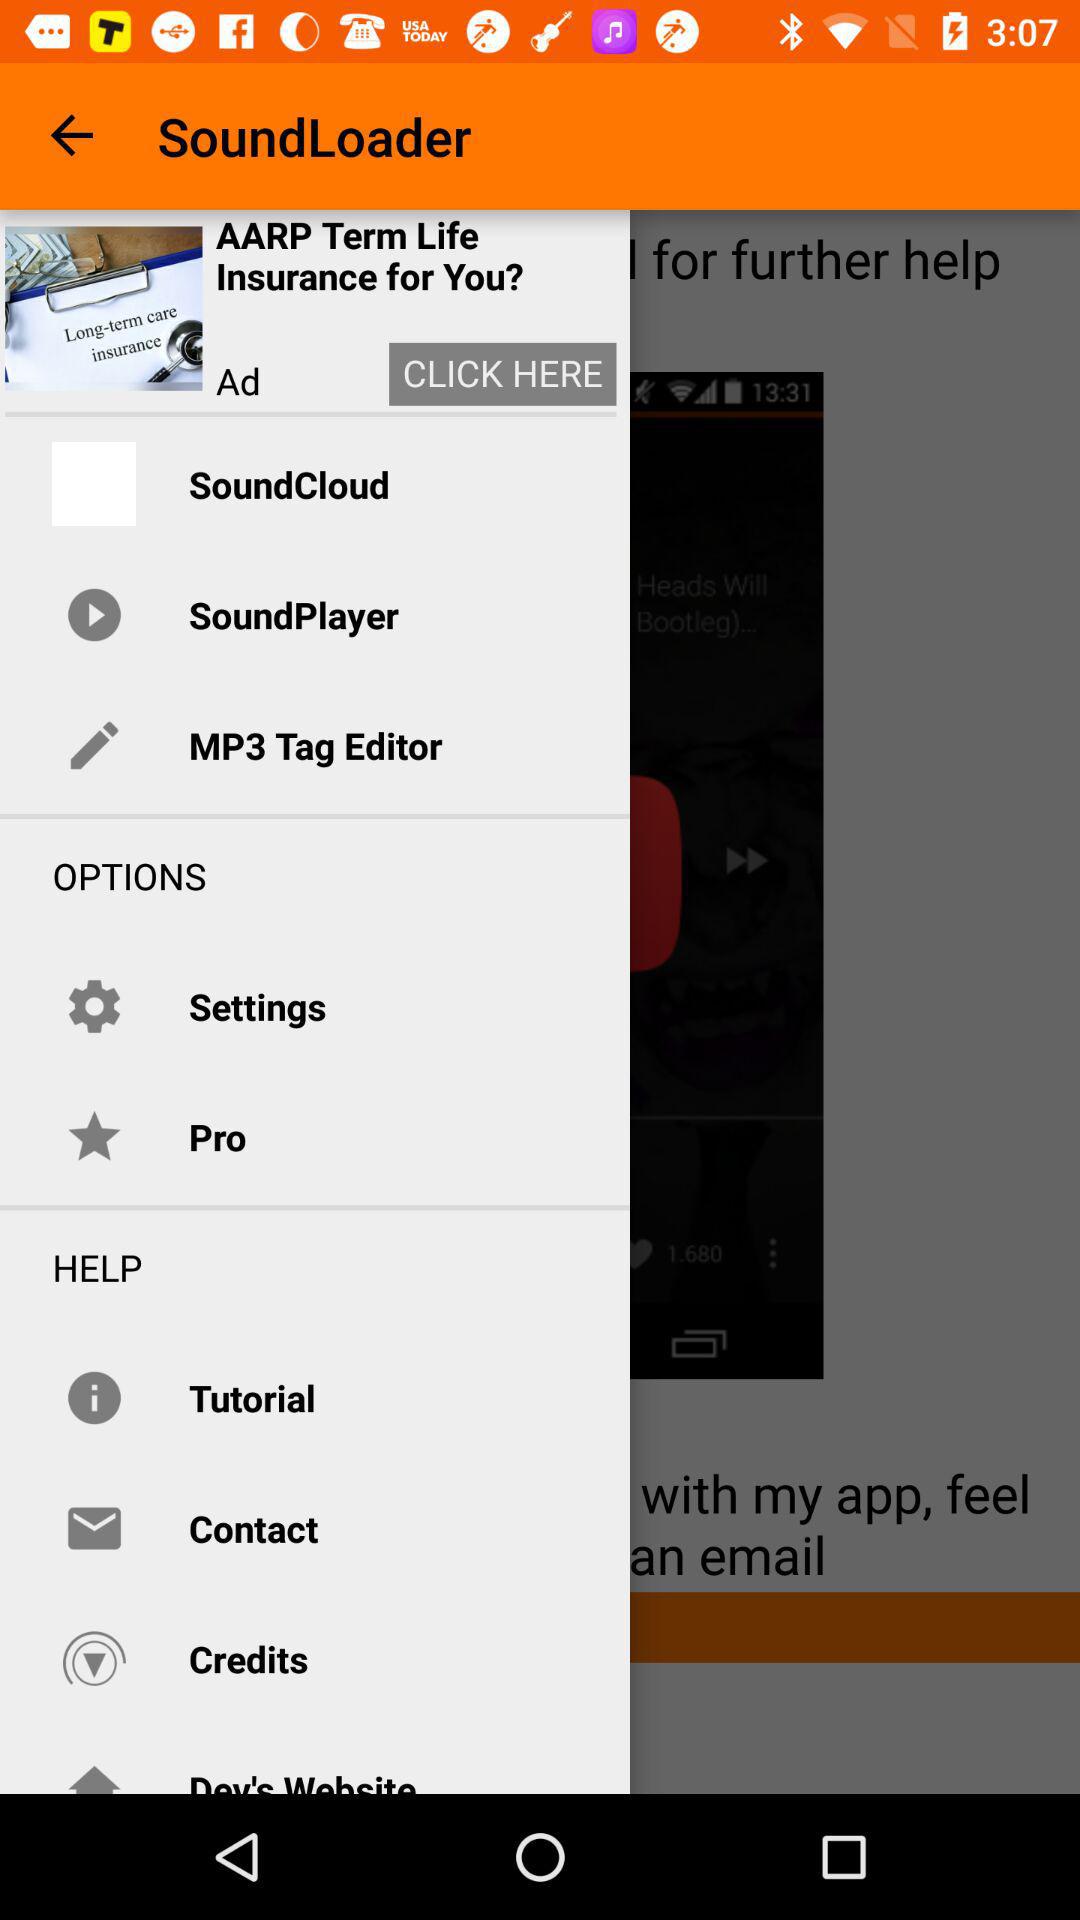 USA
TODAY
3:07
SoundLoader
Long-term care
insurance
AARP Term Life
Insurance for You?
Ad
CLICK HERE
for further help
13:31
SoundCloud
SoundPlayer
Heads Will
Bootleg)...
MP3 Tag Editor
OPTIONS
Settings
Pro
1.680
HELP
Tutorial
Contact
with my app, feel
an email
Credits
Dev's Website